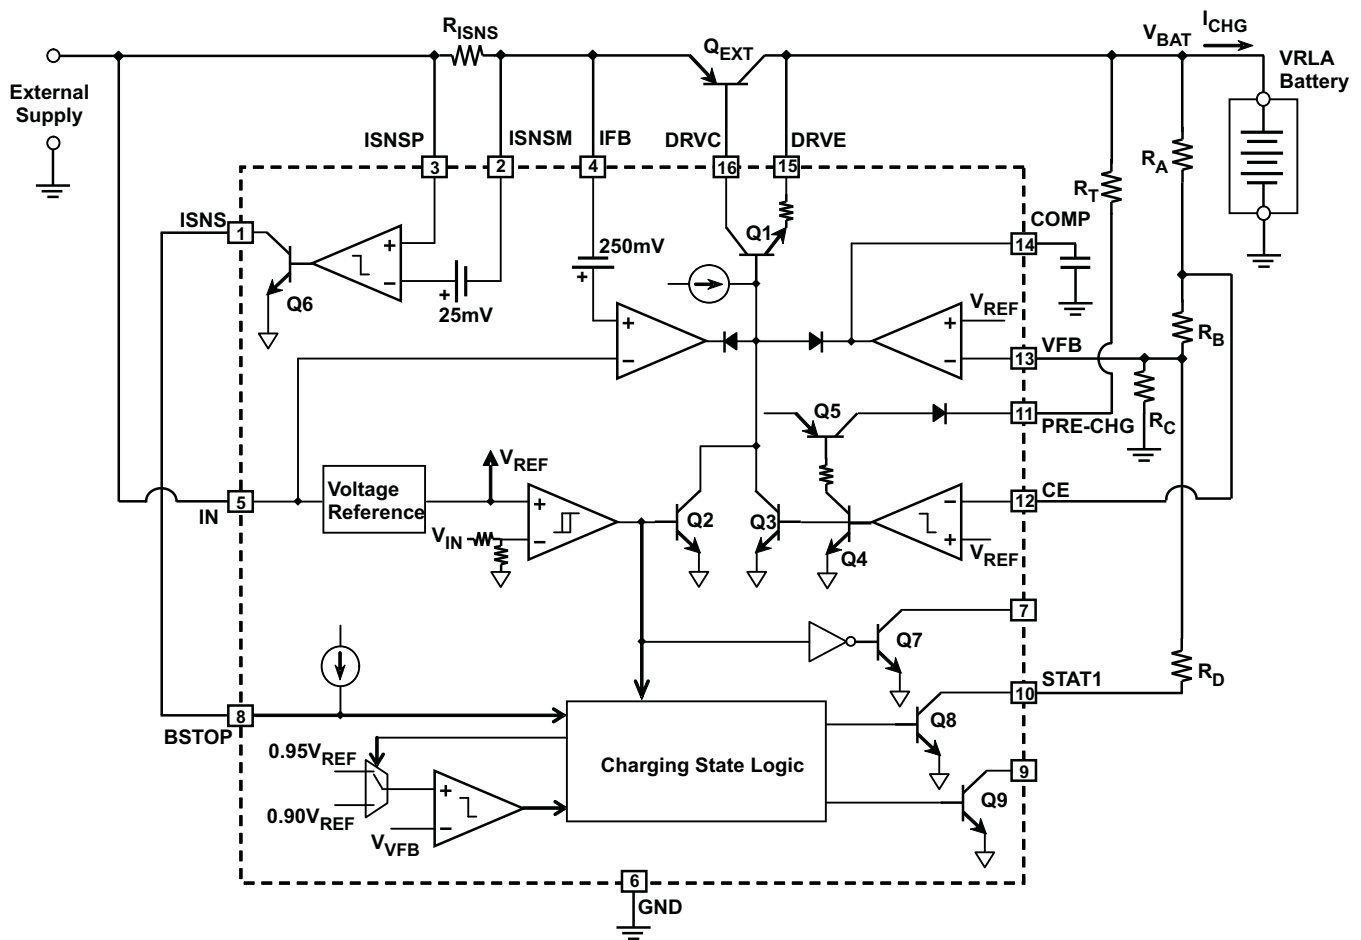 I_CHG
R_ISNS
V_BAT
Q_EXT
VRLA
Battery
External
Supply
ISNSP
ISNSM
IFB
DRVC
DRVE
3
2
4
16
15
R_A
R_T
ISNS
1
COMP
14
Q1
250mV
+
+
−
Q6
+
25mV
V_REF
+
+
R_B
−
−
13
VFB
Q5
11
PRE-CHG
R_C
V_REF
5
IN
Voltage
Reference
+
V_IN
−
Q2
Q3
Q4
−
+
V_REF
12
CE
7
Q7
10
STAT1
R_D
8
BSTOP
Q8
0.95V_REF
Charging State Logic
9
+
Q9
0.90V_REF
−
V_VFB
6
GND